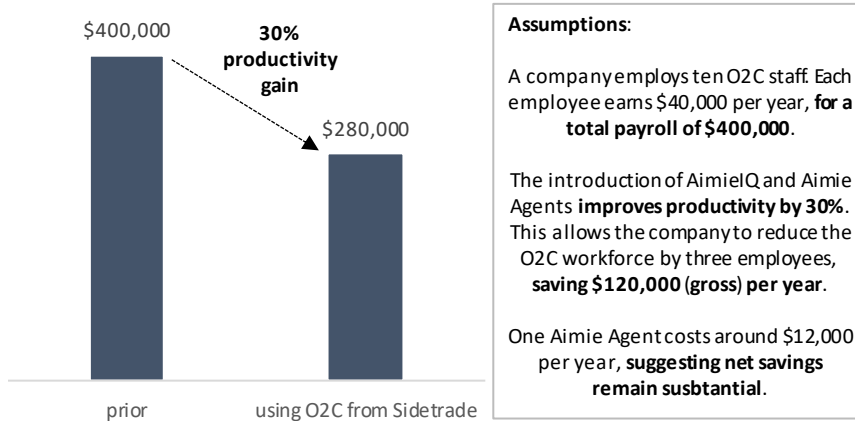 $400,000
30%
productivity
gain
$280,000
prior
using O2C from Sidetrade
Assumptions:
A company employs ten O2C staff. Each
employee earns $40,000 per year, for a
total payroll of $400,000.
The introduction of AimieIQ and Aimie
Agents improves productivity by 30%.
This allows the company to reduce the
O2C workforce by three employees,
saving $120,000 (gross) per year.
One Aimie Agent costs around $12,000
per year, suggesting net savings
remain susbtantial.